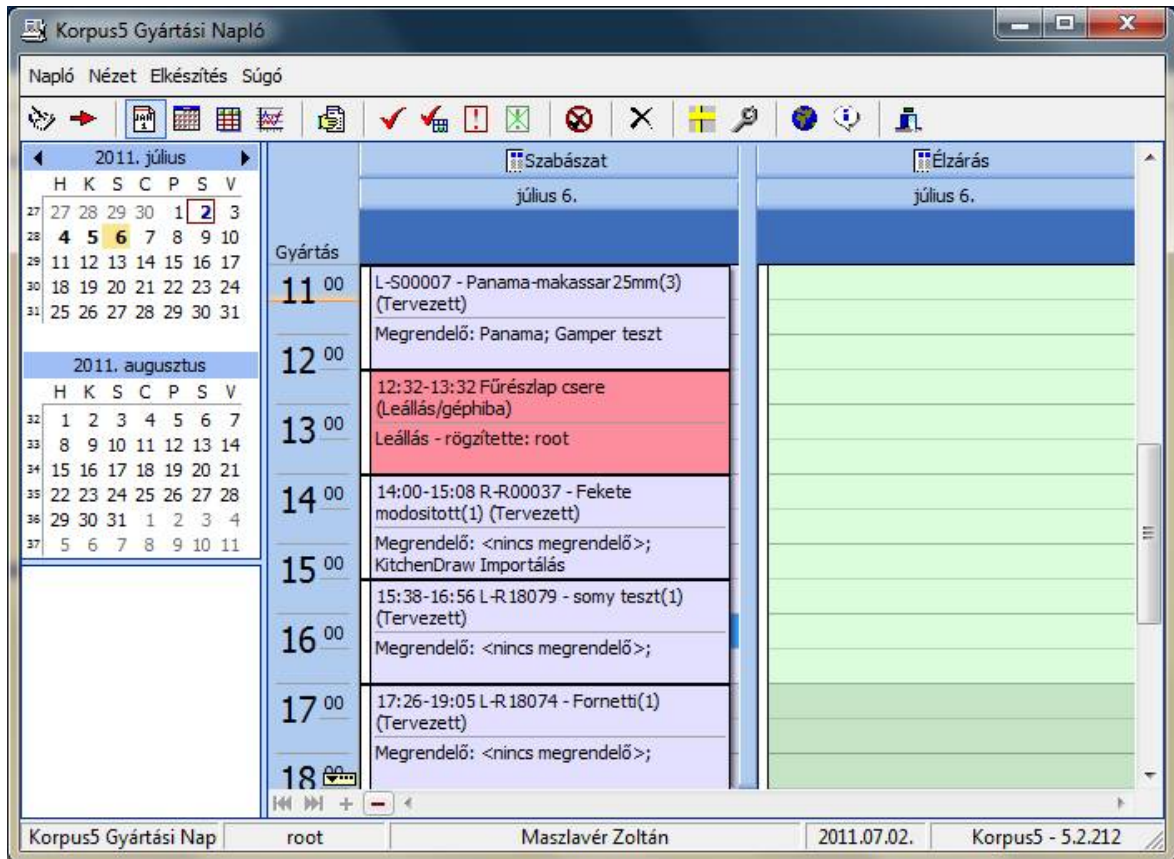 Korpus5 Gyártási Napló
Napló Nézet Elkészítés Súgó
2011. július
H K S C P S V
27 27 28 29 30 1 2 3
28 4 5 6 7 8 9 10
29 11 12 13 14 15 16 17
30 18 19 20 21 22 23 24
31 25 26 27 28 29 30 31
2011. augusztus
H K S C P S V
32 1 2 3 4 5 6 7
33 8 9 10 11 12 13 14
34 15 16 17 18 19 20 21
35 22 23 24 25 26 27 28
36 29 30 31 1 2 3 4
37 5 6 7 8 9 10 11
Szabászat
Élzárás
július 6.
július 6.
Gyártás
11 00
L-S00007 - Panama-makassar25mm(3)
(Tervezett)
Megrendelő: Panama; Gamper teszt
12 00
12:32-13:32 Fűrészlap csere
(Leállás/géphiba)
13 00
Leállás - rögzítette: root
14 00
14:00-15:08 R-R00037 - Fekete
modositott(1) (Tervezett)
Megrendelő: <nincs megrendelő>;
KitchenDraw Importálás
15 00
15:38-16:56 L-R18079 - somy teszt(1)
(Tervezett)
16 00
Megrendelő: <nincs megrendelő>;
17 00
17:26-19:05 L-R18074 - Fornetti(1)
(Tervezett)
Megrendelő: <nincs megrendelő>;
18 00
Korpus5 Gyártási Nap
root
Maszlavér Zoltán
2011.07.02.
Korpus5 - 5.2.212